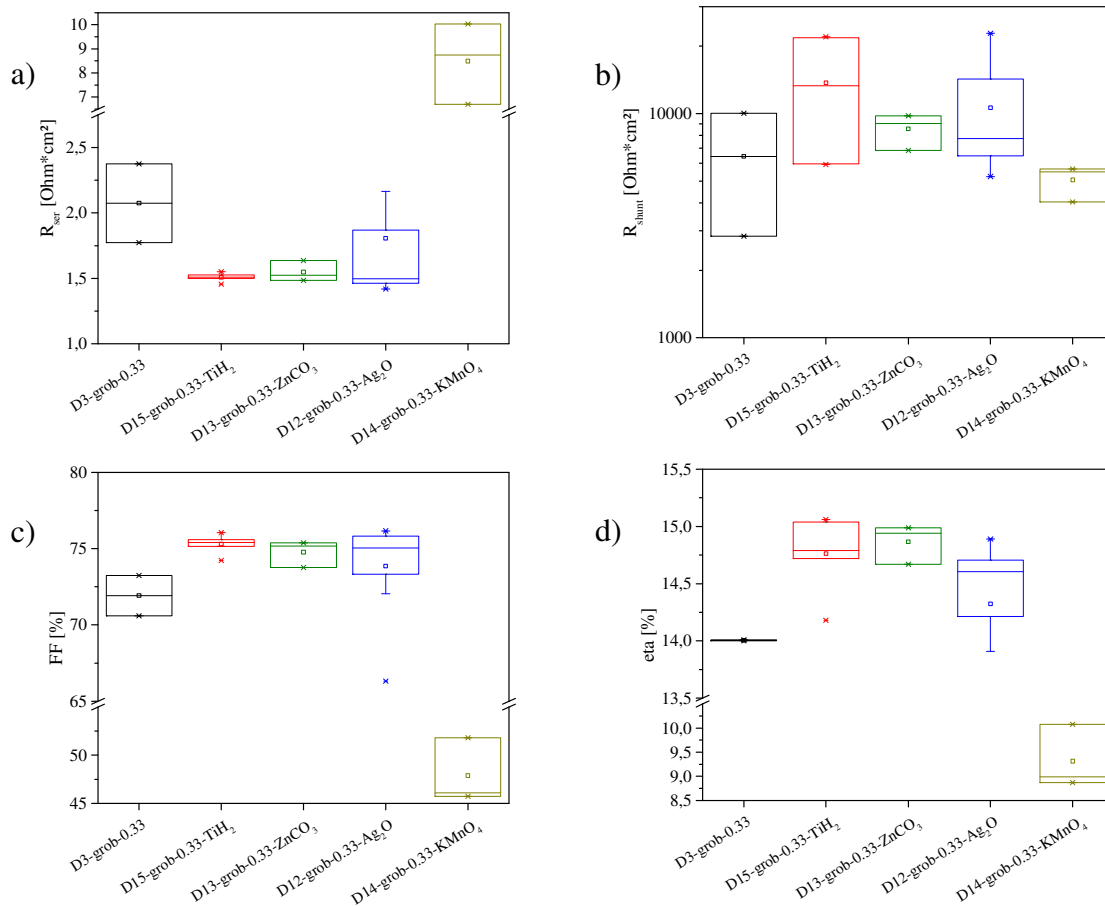 a)
10
9
8
7
2,5
2,0
1,5
1,0
R_ser [Ohm*cm²]
D3-grob-0.33
D15-grob-0.33-TiH₂
D13-grob-0.33-ZnCO₃
D12-grob-0.33-Ag₂O
D14-grob-0.33-KMnO₄
b)
10000
1000
R_shunt [Ohm*cm²]
D3-grob-0.33
D15-grob-0.33-TiH₂
D13-grob-0.33-ZnCO₃
D12-grob-0.33-Ag₂O
D14-grob-0.33-KMnO₄
c)
80
75
70
65
50
45
FF [%]
D3-grob-0.33
D15-grob-0.33-TiH₂
D13-grob-0.33-ZnCO₃
D12-grob-0.33-Ag₂O
D14-grob-0.33-KMnO₄
d)
15,5
15,0
14,5
14,0
13,5
10,0
9,5
9,0
8,5
eta [%]
D3-grob-0.33
D15-grob-0.33-TiH₂
D13-grob-0.33-ZnCO₃
D12-grob-0.33-Ag₂O
D14-grob-0.33-KMnO₄